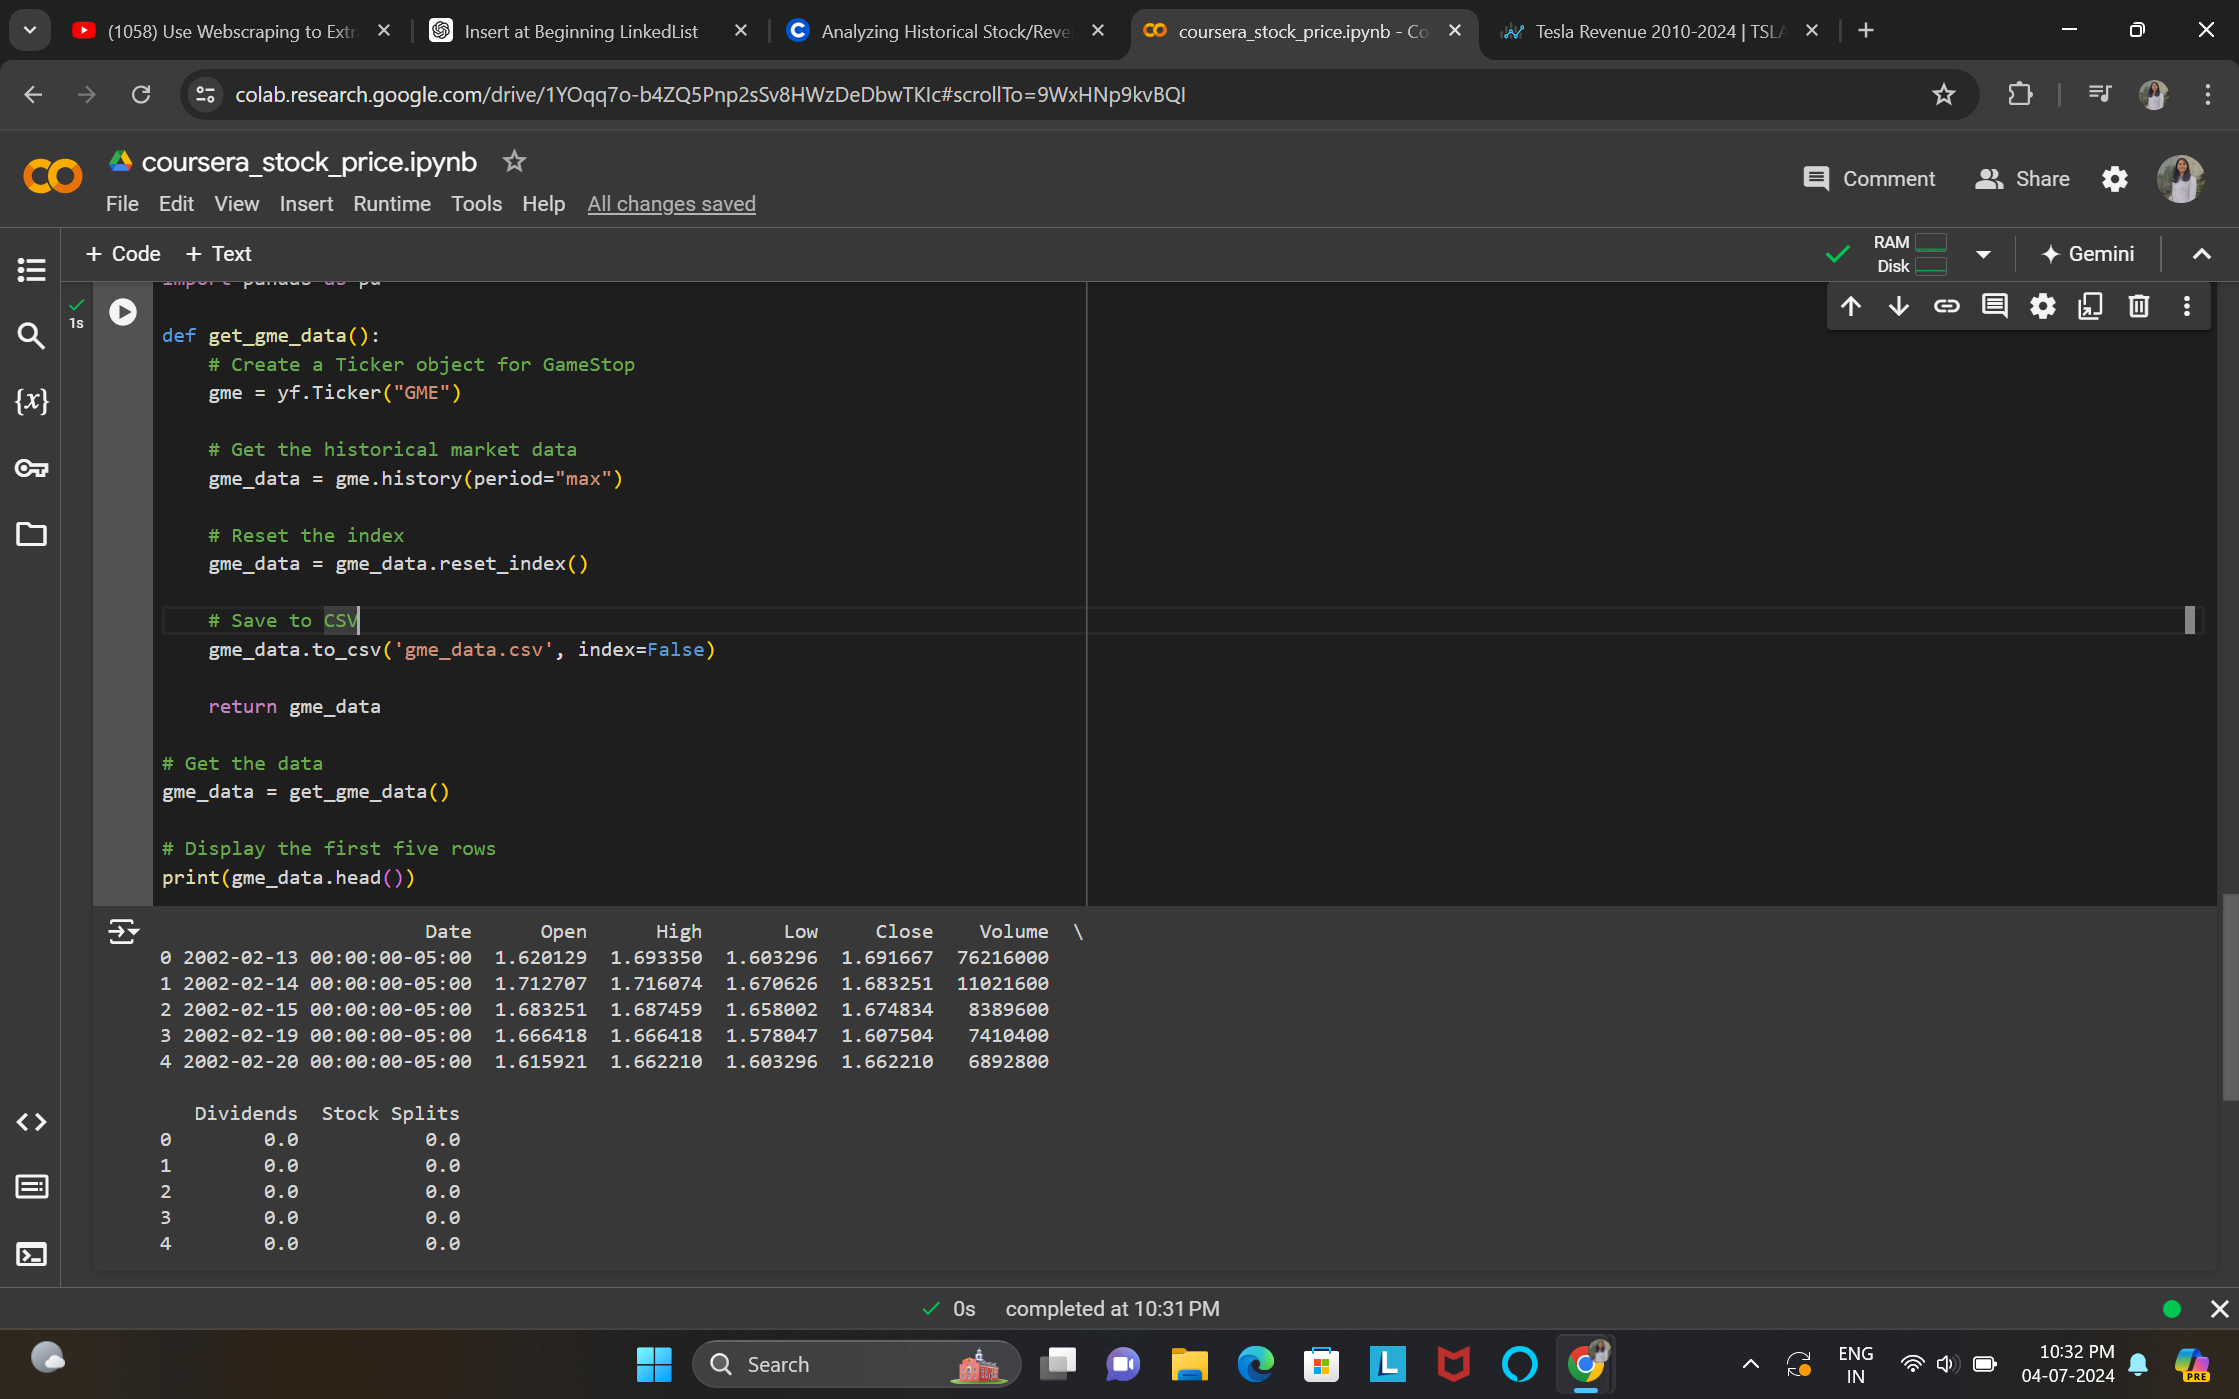 (1058) Use Webscraping to Extr
Insert at Beginning LinkedList
Analyzing Historical Stock/Reve
coursera_stock_price.ipynb - Co
Tesla Revenue 2010-2024 | TSLA
colab.research.google.com/drive/1YOqq7o-b4ZQ5Pnp2sSv8HWzDeDbwTKIc#scrollTo=9WxHNp9kvBQI
coursera_stock_price.ipynb
Comment
Share
File Edit View Insert Runtime Tools Help All changes saved
+ Code + Text
RAM
Disk
Gemini
1s
import pandas as pd
def get_gme_data():
    # Create a Ticker object for GameStop
    gme = yf.Ticker("GME")
    # Get the historical market data
    gme_data = gme.history(period="max")
    # Reset the index
    gme_data = gme_data.reset_index()
    # Save to CSV
    gme_data.to_csv('gme_data.csv', index=False)
    return gme_data
# Get the data
gme_data = get_gme_data()
# Display the first five rows
print(gme_data.head())
Date Open High Low Close Volume \
0 2002-02-13 00:00:00-05:00 1.620129 1.693350 1.603296 1.691667 76216000
1 2002-02-14 00:00:00-05:00 1.712707 1.716074 1.670626 1.683251 11021600
2 2002-02-15 00:00:00-05:00 1.683251 1.687459 1.658002 1.674834 8389600
3 2002-02-19 00:00:00-05:00 1.666418 1.666418 1.578047 1.607504 7410400
4 2002-02-20 00:00:00-05:00 1.615921 1.662210 1.603296 1.662210 6892800
Dividends Stock Splits
0 0.0 0.0
1 0.0 0.0
2 0.0 0.0
3 0.0 0.0
4 0.0 0.0
0s completed at 10:31 PM
Search
L
ENG
IN
10:32 PM
04-07-2024
PRE